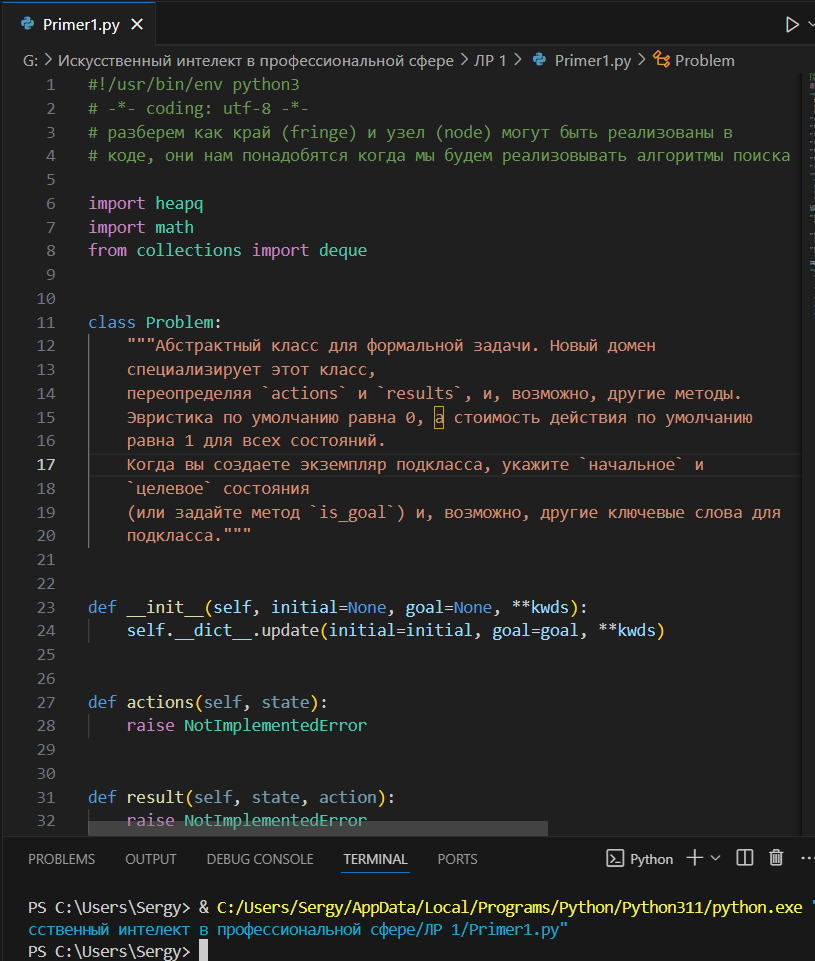 Primer1.py
G: > Искусственный интелект в профессиональной сфере > ЛР 1 > Primer1.py > Problem
1 #!/usr/bin/env python3
2 # -*- coding: utf-8 -*-
3 # разберем как край (fringe) и узел (node) могут быть реализованы в
4 # коде, они нам понадобятся когда мы будем реализовывать алгоритмы поиска
5
6 import heapq
7 import math
8 from collections import deque
9
10
11 class Problem:
12 """Абстрактный класс для формальной задачи. Новый домен
13 специализирует этот класс,
14 переопределяя `actions` и `results`, и, возможно, другие методы.
15 Эвристика по умолчанию равна 0, а стоимость действия по умолчанию
16 равна 1 для всех состояний.
17 Когда вы создаете экземпляр подкласса, укажите `начальное` и
18 `целевое` состояния
19 (или задайте метод `is_goal`) и, возможно, другие ключевые слова для
20 подкласса."""
21
22
23 def __init__(self, initial=None, goal=None, **kwds):
24 self.__dict__.update(initial=initial, goal=goal, **kwds)
25
26
27 def actions(self, state):
28 raise NotImplementedError
29
30
31 def result(self, state, action):
32 raise NotImplementedError
PROBLEMS OUTPUT DEBUG CONSOLE TERMINAL PORTS Python
PS C:\Users\Sergy> & C:/Users/Sergy/AppData/Local/Programs/Python/Python311/python.exe "
сственный интелект в профессиональной сфере/ЛР 1/Primer1.py"
PS C:\Users\Sergy>